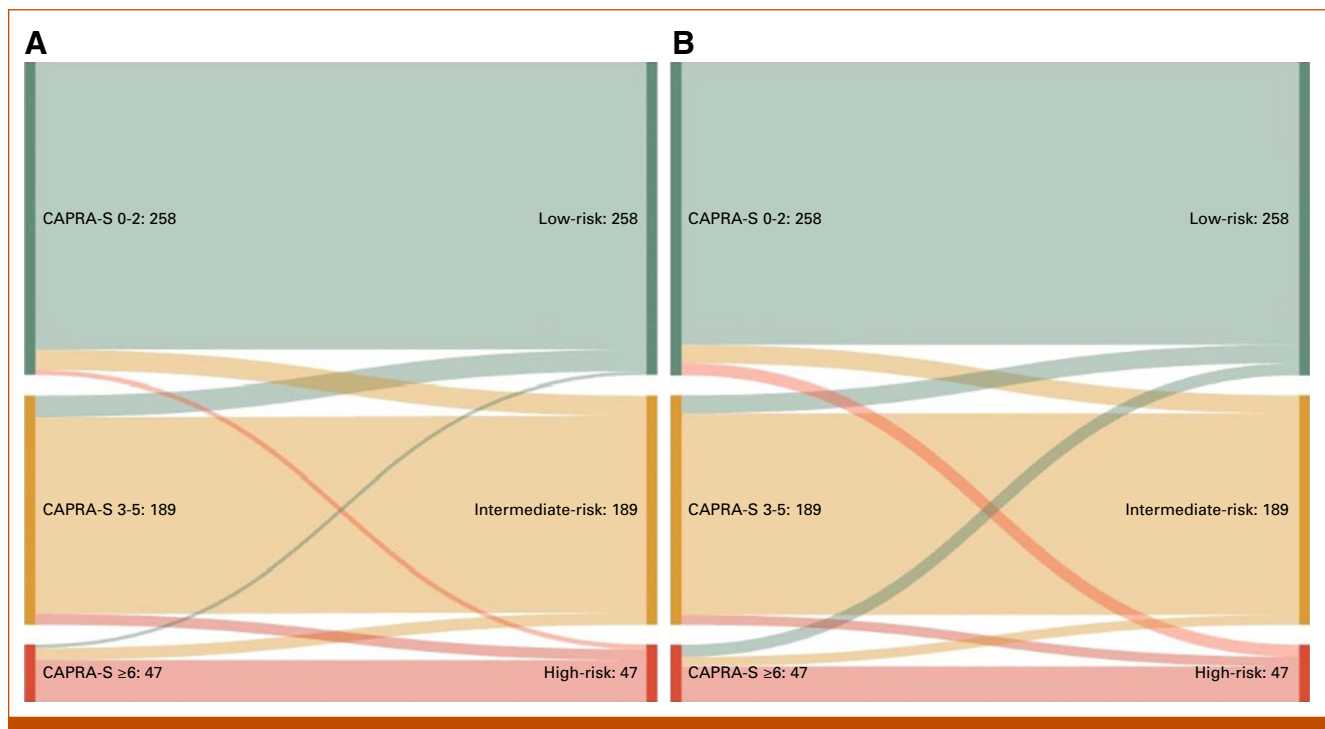 A
B
CAPRA-S 0-2: 258
Low-risk: 258
CAPRA-S 0-2: 258
Low-risk: 258
CAPRA-S 3-5: 189
Intermediate-risk: 189
CAPRA-S 3-5: 189
Intermediate-risk: 189
CAPRA-S ≥6: 47
High-risk: 47
CAPRA-S ≥6: 47
High-risk: 47